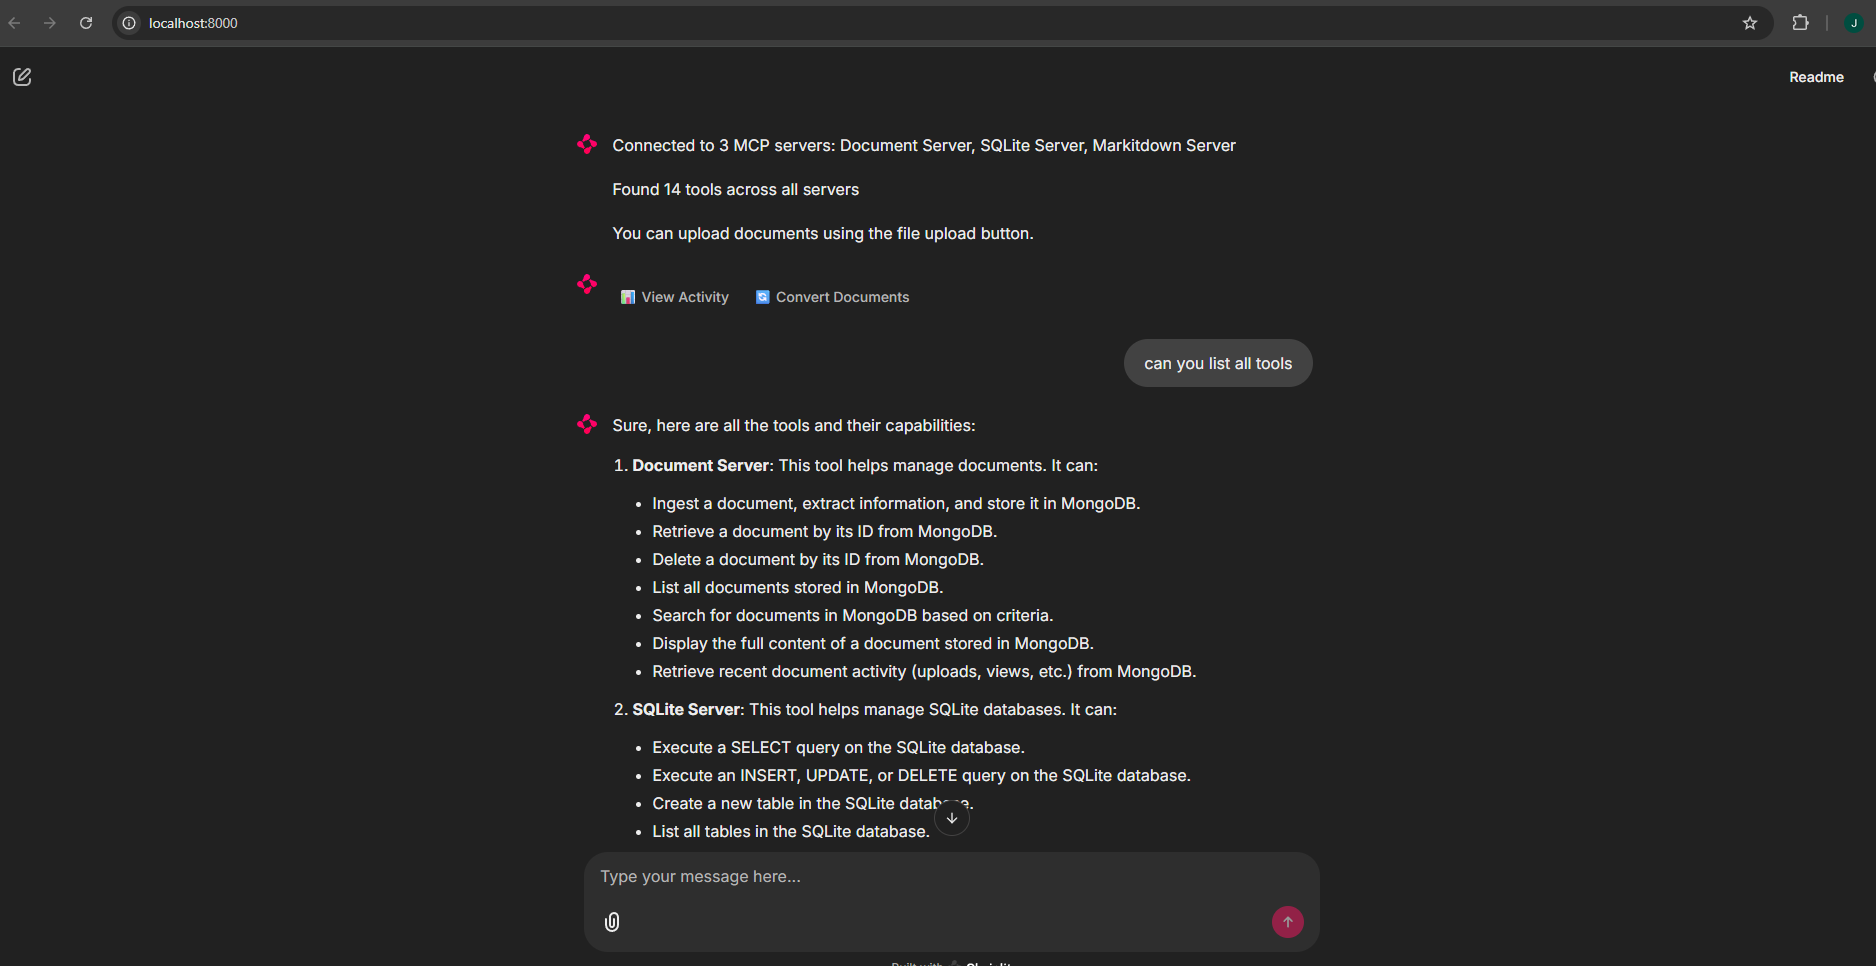 localhost:8000
J
Readme
Connected to 3 MCP servers: Document Server, SQLite Server, Markitdown Server
Found 14 tools across all servers
You can upload documents using the file upload button.
View Activity Convert Documents
can you list all tools
Sure, here are all the tools and their capabilities:
1. Document Server: This tool helps manage documents. It can:
• Ingest a document, extract information, and store it in MongoDB.
• Retrieve a document by its ID from MongoDB.
• Delete a document by its ID from MongoDB.
• List all documents stored in MongoDB.
• Search for documents in MongoDB based on criteria.
• Display the full content of a document stored in MongoDB.
• Retrieve recent document activity (uploads, views, etc.) from MongoDB.
2. SQLite Server: This tool helps manage SQLite databases. It can:
• Execute a SELECT query on the SQLite database.
• Execute an INSERT, UPDATE, or DELETE query on the SQLite database.
• Create a new table in the SQLite database.
• List all tables in the SQLite database.
Type your message here...
Built with